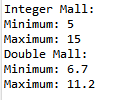 Integer Mall:
Minimum: 5
Maximum: 15
Double Mall:
Minimum: 6.7
Maximum: 11.2